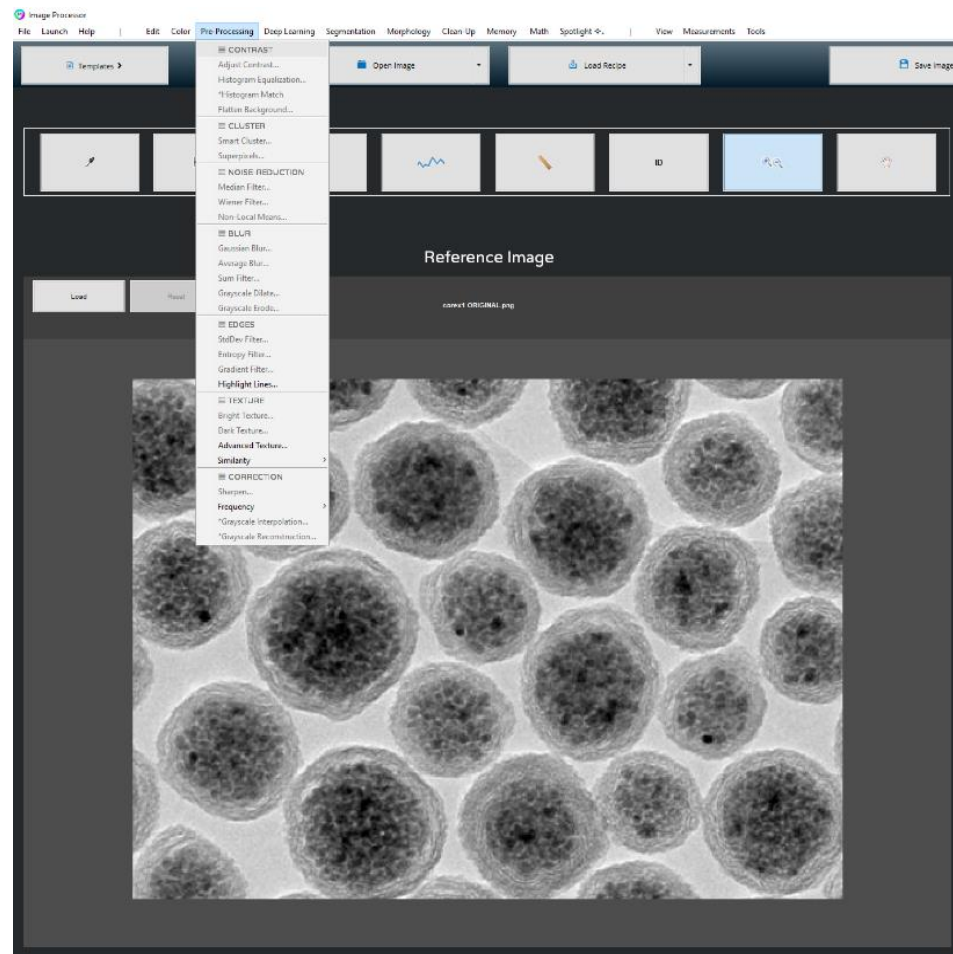 Image Processor
File Launch Help | Edit Color Pre-Processing Deep Learning Segmentation Morphology Clean-Up Memory Math Spotlight | View Measurements Tools
Templates
Open Image
Load Recipe
Save Image
CONTRAST
Adjust Contrast...
Histogram Equalization...
*Histogram Match
Flatten Background...
CLUSTER
Smart Cluster...
Superpixels...
NOISE REDUCTION
Median Filter...
Wiener Filter...
Non-Local Means...
BLUR
Gaussian Blur...
Average Blur...
Sum Filter...
Grayscale Dilate...
Grayscale Erode...
EDGES
StdDev Filter...
Entropy Filter...
Gradient Filter...
Highlight Lines...
TEXTURE
Bright Texture...
Dark Texture...
Advanced Texture...
Similarity
CORRECTION
Sharpen...
Frequency
*Grayscale Interpolation...
*Grayscale Reconstruction...
ID
Reference Image
Load
Reset
corex1 ORIGINAL.png